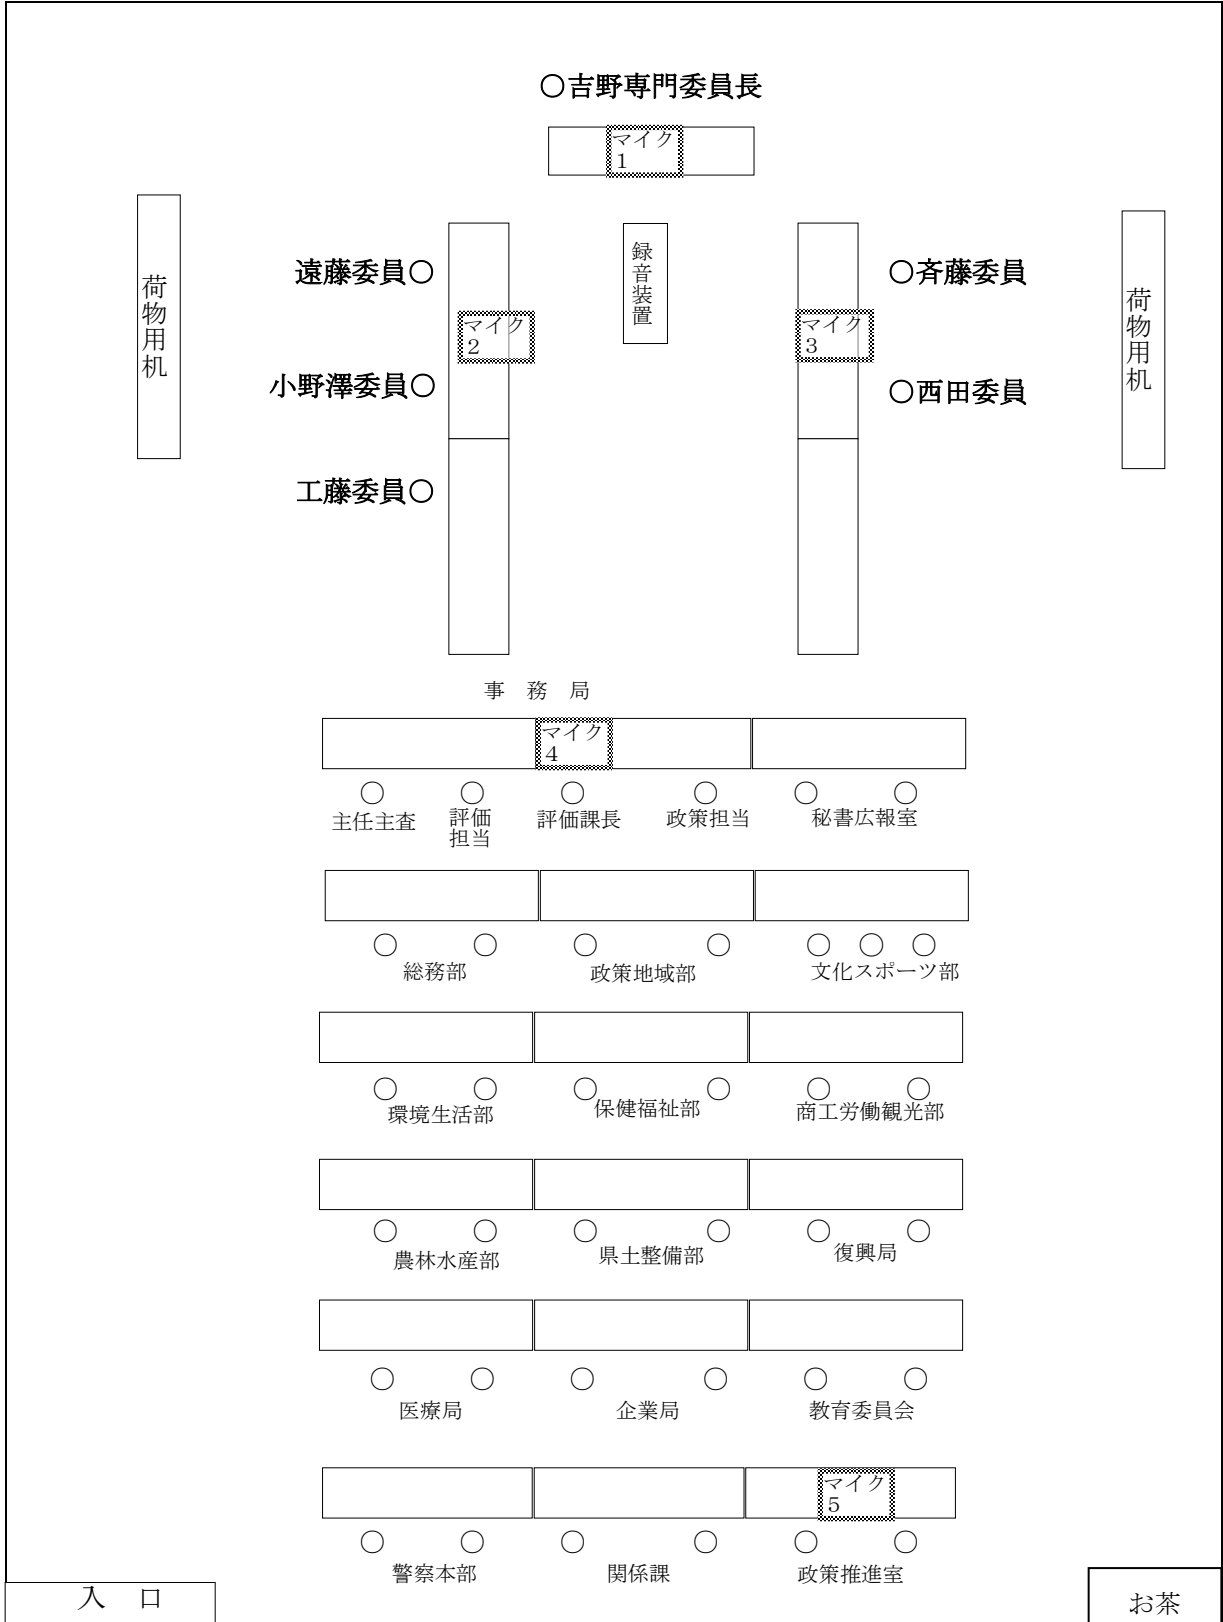 ○吉野専門委員長
マイク
1
荷物用机
遠藤委員○
録音装置
○斉藤委員
荷物用机
マイク
2
マイク
3
小野澤委員○
○西田委員
工藤委員○
事　務　局
マイク
4
○ ○ ○ ○ ○ ○
主任主査
評価
担当
評価課長
政策担当
秘書広報室
○ ○ ○ ○ ○ ○ ○
総務部
政策地域部
文化スポーツ部
○ ○ ○ ○ ○ ○
環境生活部
保健福祉部
商工労働観光部
○ ○ ○ ○ ○ ○
農林水産部
県土整備部
復興局
○ ○ ○ ○ ○ ○
医療局
企業局
教育委員会
マイク
5
○ ○ ○ ○ ○ ○
警察本部
関係課
政策推進室
入　口
お茶